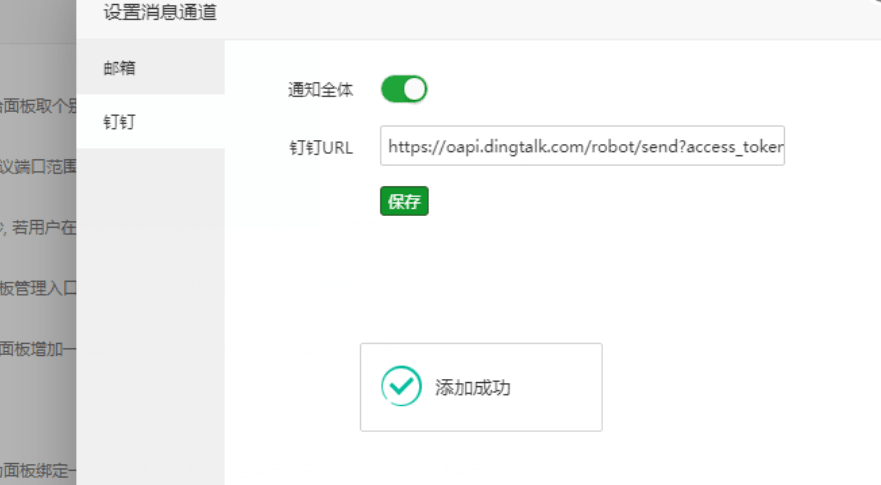 设置消息通道
邮箱
钉钉
通知全体
钉钉URL
https://oapi.dingtalk.com/robot/send?access_toker
保存
添加成功
面板取个
议端口范围
, 若用户在
板管理入口
面板增加一
面板绑定一